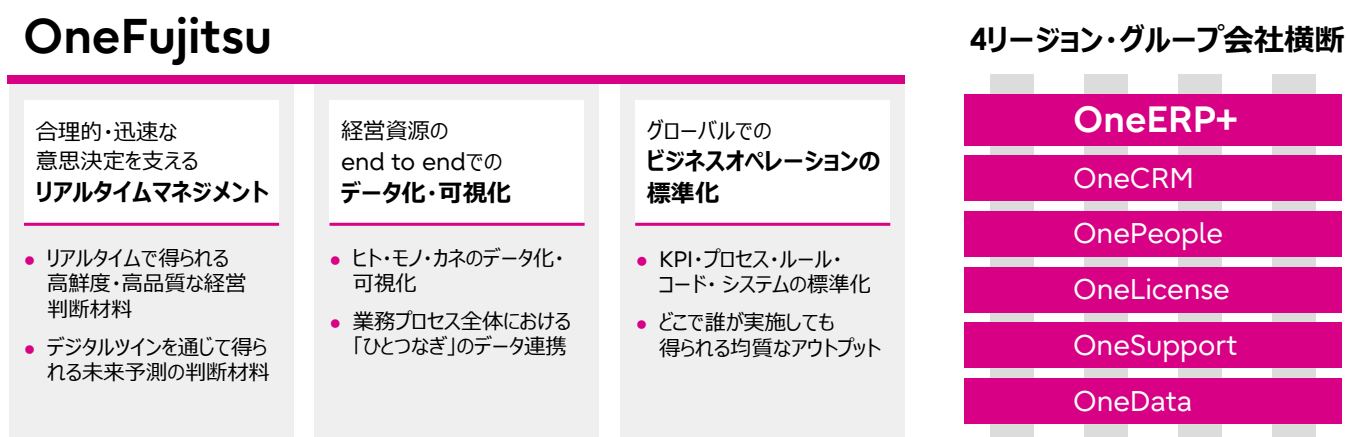 OneFujitsu
合理的・迅速な
意思決定を支える
リアルタイムマネジメント
● リアルタイムで得られる
高鮮度・高品質な経営
判断材料
● デジタルツインを通じて得ら
れる未来予測の判断材料
経営資源の
end to endでの
データ化・可視化
● ヒト・モノ・カネのデータ化・
可視化
● 業務プロセス全体における
「ひとつなぎ」のデータ連携
グローバルでの
ビジネスオペレーションの
標準化
● KPI・プロセス・ルール・
コード・ システムの標準化
● どこで誰が実施しても
得られる均質なアウトプット
4リージョン・グループ会社横断
OneERP+
OneCRM
OnePeople
OneLicense
OneSupport
OneData